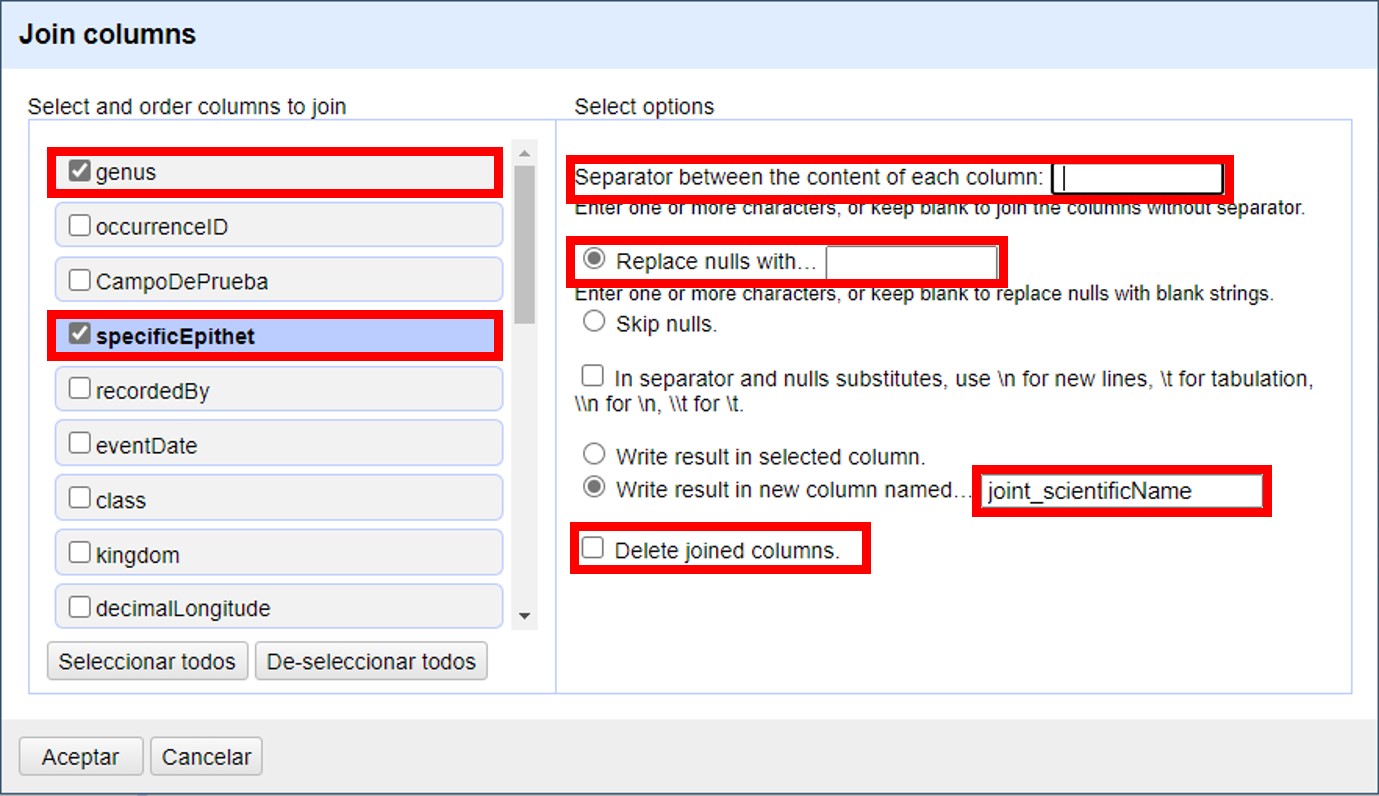 Join columns
Select and order columns to join
genus
occurrenceID
CampoDePrueba
specificEpithet
recordedBy
eventDate
class
kingdom
decimalLongitude
Seleccionar todos
De-seleccionar todos
Select options
Separator between the content of each column:
Enter one or more characters, or keep blank to join the columns without separator.
Replace nulls with...
Enter one or more characters, or keep blank to replace nulls with blank strings.
Skip nulls.
In separator and nulls substitutes, use \n for new lines, \t for tabulation,
\\n for \n, \\t for \t.
Write result in selected column.
Write result in new column named... joint_scientificName
Delete joined columns.
Aceptar
Cancelar